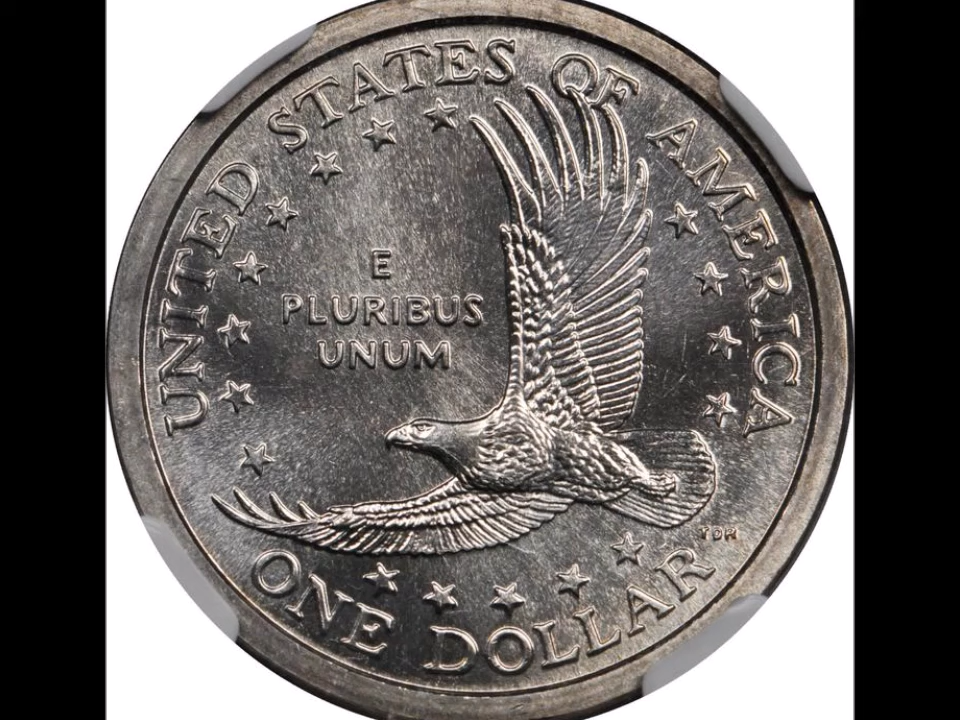 UNITED STATES OF AMERICA
E
PLURIBUS
UNUM
TDR
ONE DOLLAR